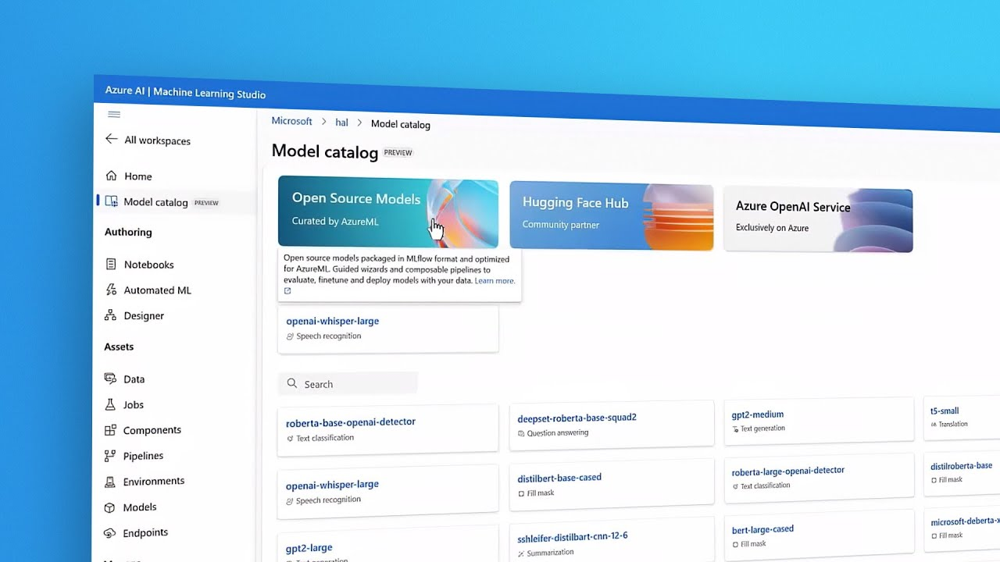 Azure AI | Machine Learning Studio
All workspaces
Home
Model catalog PREVIEW
Authoring
Notebooks
Automated ML
Designer
Assets
Data
Jobs
Components
Pipelines
Environments
Models
Endpoints
Microsoft > hal > Model catalog
Model catalog PREVIEW
Open Source Models
Curated by AzureML
Hugging Face Hub
Community partner
Azure OpenAI Service
Exclusively on Azure
Open source models packaged in MLflow format and optimized
for AzureML. Guided wizards and composable pipelines to
evaluate, finetune and deploy models with your data. Learn more.
openai-whisper-large
Speech recognition
Search
roberta-base-openai-detector
Text classification
deepset-roberta-base-squad2
Question answering
gpt2-medium
Text generation
t5-small
Translation
openai-whisper-large
Speech recognition
distilbert-base-cased
Fill mask
roberta-large-openai-detector
Text classification
distilroberta-base
Fill mask
gpt2-large
Text generation
sshleifer-distilbart-cnn-12-6
Summarization
bert-large-cased
Fill mask
microsoft-deberta-x
Fill mask